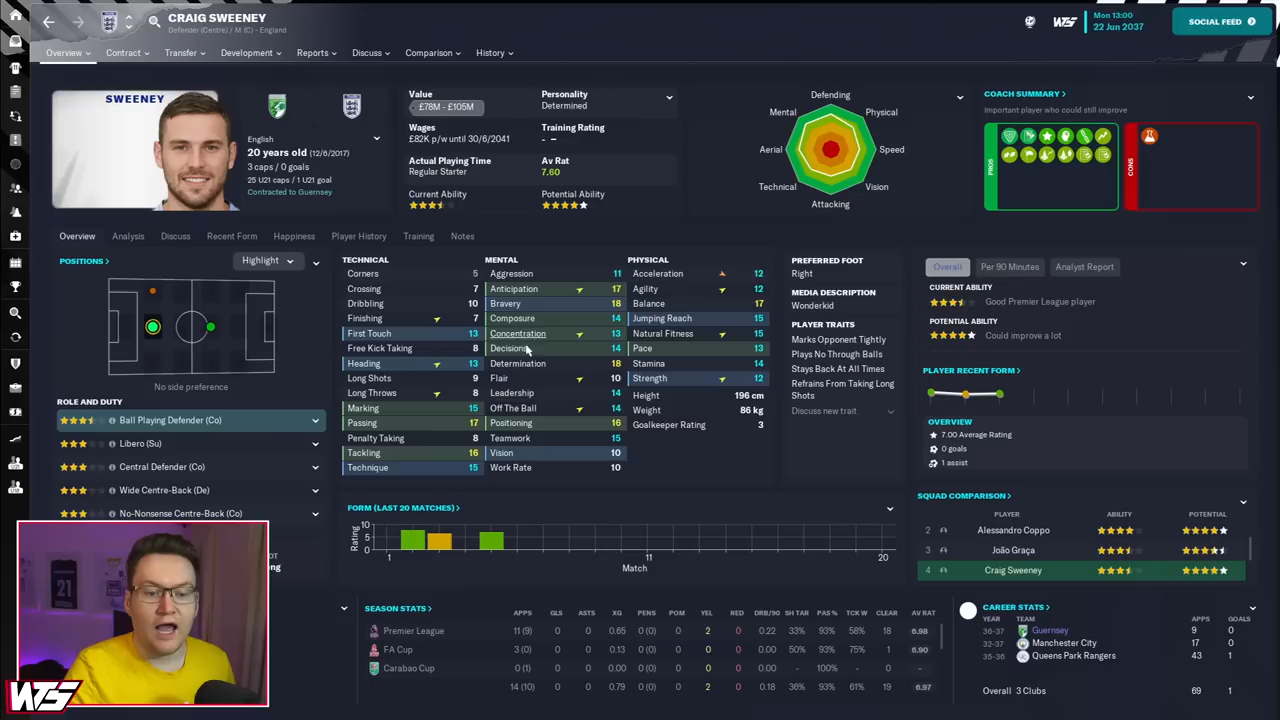 CRAIG SWEENEY
Defender (Centre) / M (C) - England
Mon 13:00
22 Jun 2037
SOCIAL FEED
Overview
Contract
Transfer
Development
Reports
Discuss
Comparison
History
SWEENEY
English
20 years old (12/6/2017)
3 caps / 0 goals
25 U21 caps / 1 U21 goal
Contracted to Guernsey
Value
£78M - £105M
Personality
Determined
Wages
£82K p/w until 30/6/2041
Training Rating
Actual Playing Time
Regular Starter
Av Rat
7.60
Current Ability
Potential Ability
Defending
Mental
Physical
Aerial
Speed
Technical
Vision
Attacking
COACH SUMMARY
Important player who could still improve
PROS
CONS
Overview
Analysis
Discuss
Recent Form
Happiness
Player History
Training
Notes
POSITIONS
Highlight
No side preference
ROLE AND DUTY
Ball Playing Defender (Co)
Libero (Su)
Central Defender (Co)
Wide Centre-Back (De)
No-Nonsense Centre-Back (Co)
TECHNICAL
Corners 5
Crossing 7
Dribbling 10
Finishing 7
First Touch 13
Free Kick Taking 8
Heading 13
Long Shots 9
Long Throws 8
Marking 15
Passing 17
Penalty Taking 8
Tackling 16
Technique 15
MENTAL
Aggression 11
Anticipation 17
Bravery 18
Composure 14
Concentration 13
Decisions 14
Determination 18
Flair 10
Leadership 14
Off The Ball 14
Positioning 16
Teamwork 15
Vision 10
Work Rate 10
PHYSICAL
Acceleration 12
Agility 12
Balance 17
Jumping Reach 15
Natural Fitness 15
Pace 13
Stamina 14
Strength 12
Height 196 cm
Weight 86 kg
Goalkeeper Rating 3
PREFERRED FOOT
Right
MEDIA DESCRIPTION
Wonderkid
PLAYER TRAITS
Marks Opponent Tightly
Plays No Through Balls
Stays Back At All Times
Refrains From Taking Long
Shots
Discuss new trait
Overall
Per 90 Minutes
Analyst Report
CURRENT ABILITY
Good Premier League player
POTENTIAL ABILITY
Could improve a lot
PLAYER RECENT FORM
OVERVIEW
7.00 Average Rating
0 goals
1 assist
SQUAD COMPARISON
PLAYER ABILITY POTENTIAL
2 Alessandro Coppo
3 João Graça
4 Craig Sweeney
FORM (LAST 20 MATCHES)
Rating
10
5
0
1 11 20
Match
SEASON STATS
APPS GLS ASTS XG PENS POM YEL RED DRB/90 SH TAR PAS % TCK W CLEAR AV RAT
Premier League 11 (9) 0 0 0.65 0 (0) 0 2 0 0.22 33% 93% 58% 18 6.98
FA Cup 3 (0) 0 0 0.13 0 (0) 0 0 0 0.00 50% 93% 75% 1 6.90
Carabao Cup 0 (1) 0 0 0.00 0 (0) 0 0 0 0.00 - 100% - 0 -
14 (10) 0 0 0.79 0 (0) 0 2 0 0.18 36% 93% 61% 19 6.97
CAREER STATS
YEAR TEAM APPS GOALS
36-37 Guernsey 9 0
32-37 Manchester City 17 0
35-36 Queens Park Rangers 43 1
Overall 3 Clubs 69 1
21
WTS